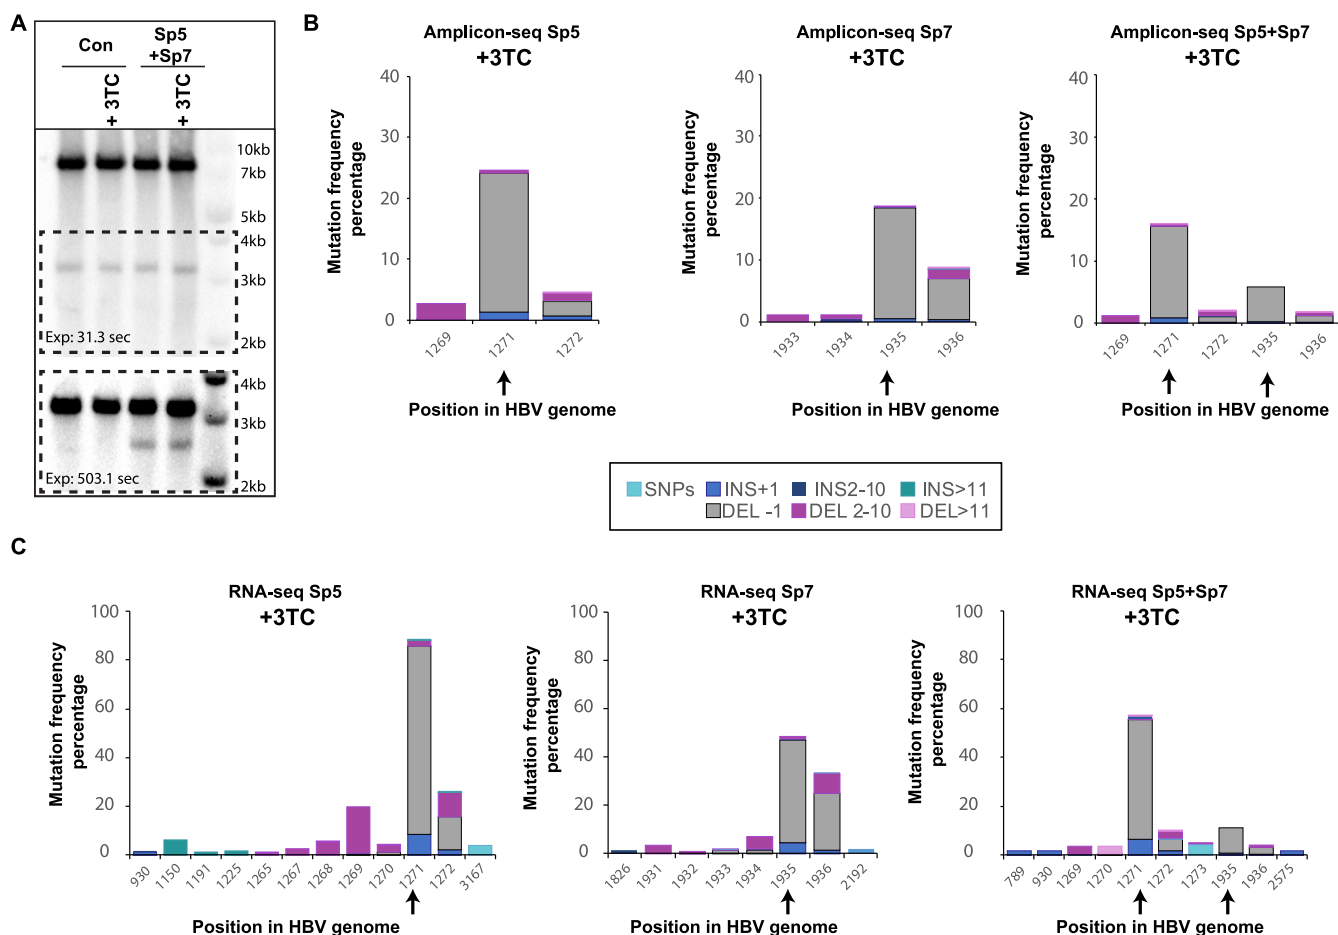 A
Con
Sp5
+Sp7
+ 3TC
+ 3TC
10kb
7kb
5kb
4kb
3kb
2kb
Exp: 31.3 sec
4kb
3kb
2kb
Exp: 503.1 sec
B
Amplicon-seq Sp5
+3TC
Mutation frequency
percentage
40
30
20
10
0
1269
1271
1272
Position in HBV genome
Amplicon-seq Sp7
+3TC
Mutation frequency
percentage
40
30
20
10
0
1933
1934
1935
1936
Position in HBV genome
Amplicon-seq Sp5+Sp7
+3TC
Mutation frequency
percentage
40
30
20
10
0
1269
1271
1272
1935
1936
Position in HBV genome
SNPs INS+1 INS2-10 INS>11
DEL -1 DEL 2-10 DEL>11
C
RNA-seq Sp5
+3TC
Mutation frequency
percentage
100
80
60
40
20
0
930
1150
1191
1225
1265
1267
1268
1269
1270
1271
1272
3167
Position in HBV genome
RNA-seq Sp7
+3TC
Mutation frequency
percentage
100
80
60
40
20
0
1826
1931
1932
1933
1934
1935
1936
2192
Position in HBV genome
RNA-seq Sp5+Sp7
+3TC
Mutation frequency
percentage
100
80
60
40
20
0
789
930
1269
1270
1271
1272
1273
1935
1936
2575
Position in HBV genome